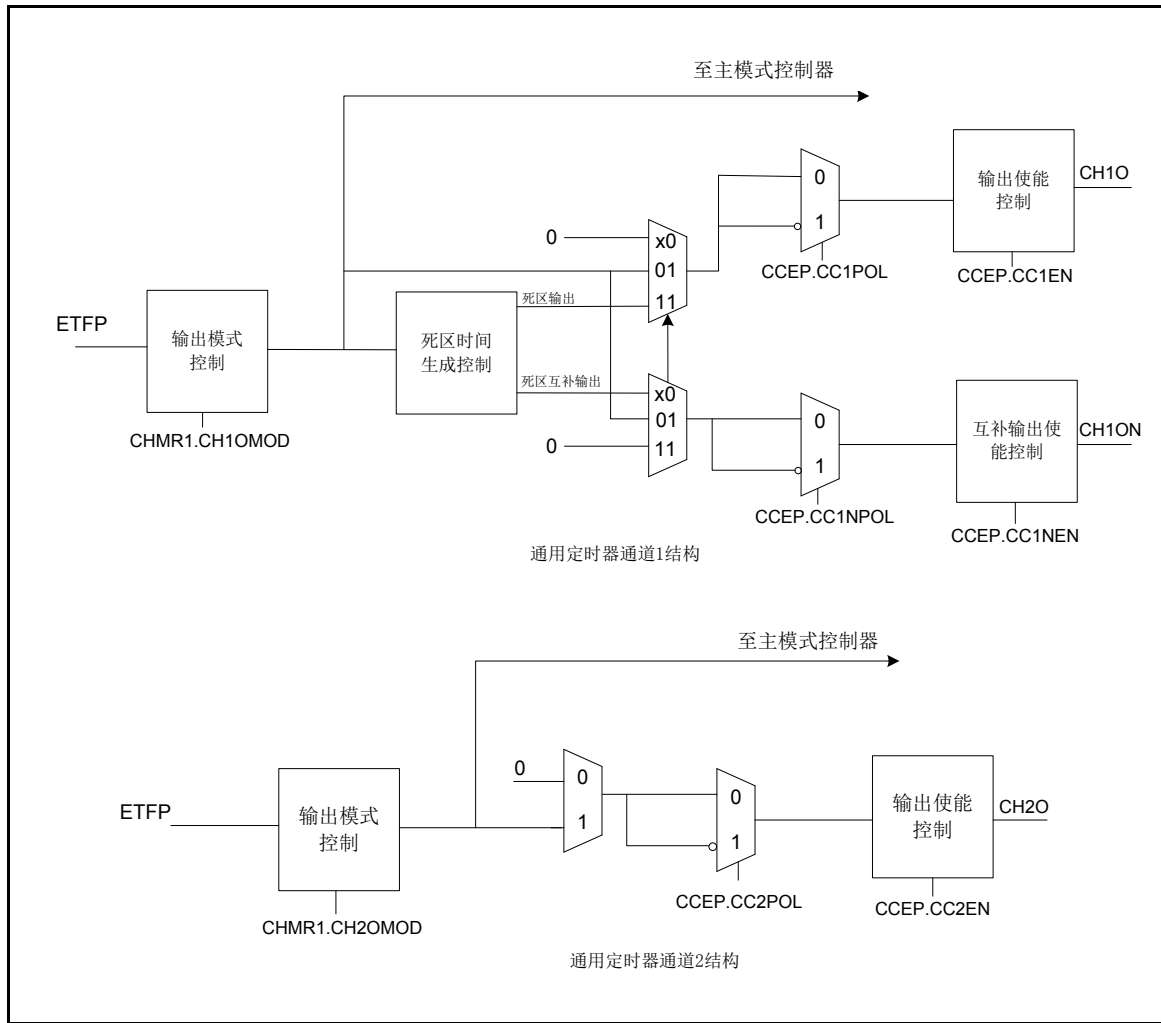 至主模式控制器
ETFP
输出模式
控制
CHMR1.CH1OMOD
死区时间
生成控制
死区输出
死区互补输出
0
x0
01
11
x0
01
11
0
0
1
CCEP.CC1POL
输出使能
控制
CH1O
CCEP.CC1EN
0
1
CCEP.CC1NPOL
互补输出使
能控制
CH1ON
CCEP.CC1NEN
通用定时器通道1结构
至主模式控制器
ETFP
输出模式
控制
CHMR1.CH2OMOD
0
0
1
0
1
CCEP.CC2POL
输出使能
控制
CH2O
CCEP.CC2EN
通用定时器通道2结构